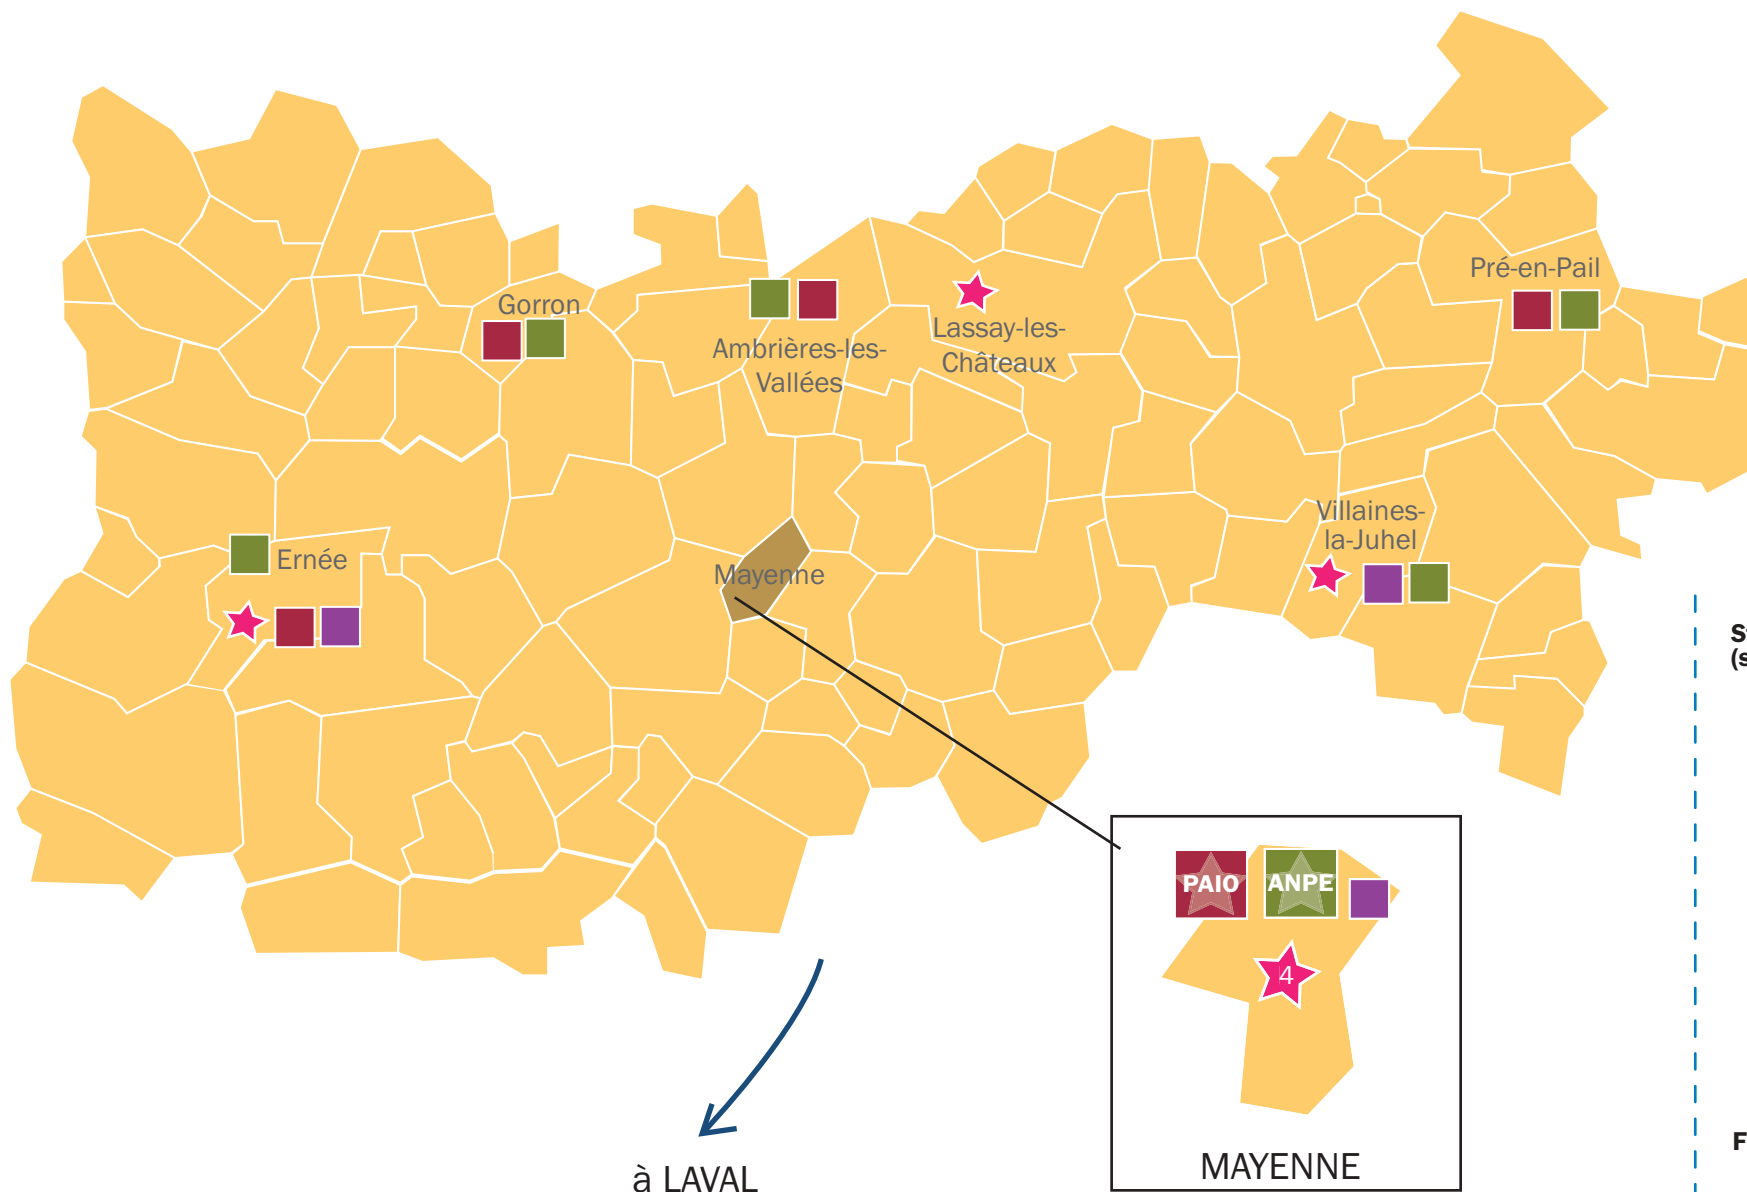 Pré-en-Pail
Gorron
Lassay-les-
Châteaux
Ambrières-les-
Vallées
Villaines-
la-Juhel
Ernée
Mayenne
PAIO
ANPE
4
MAYENNE
à LAVAL
(s
F